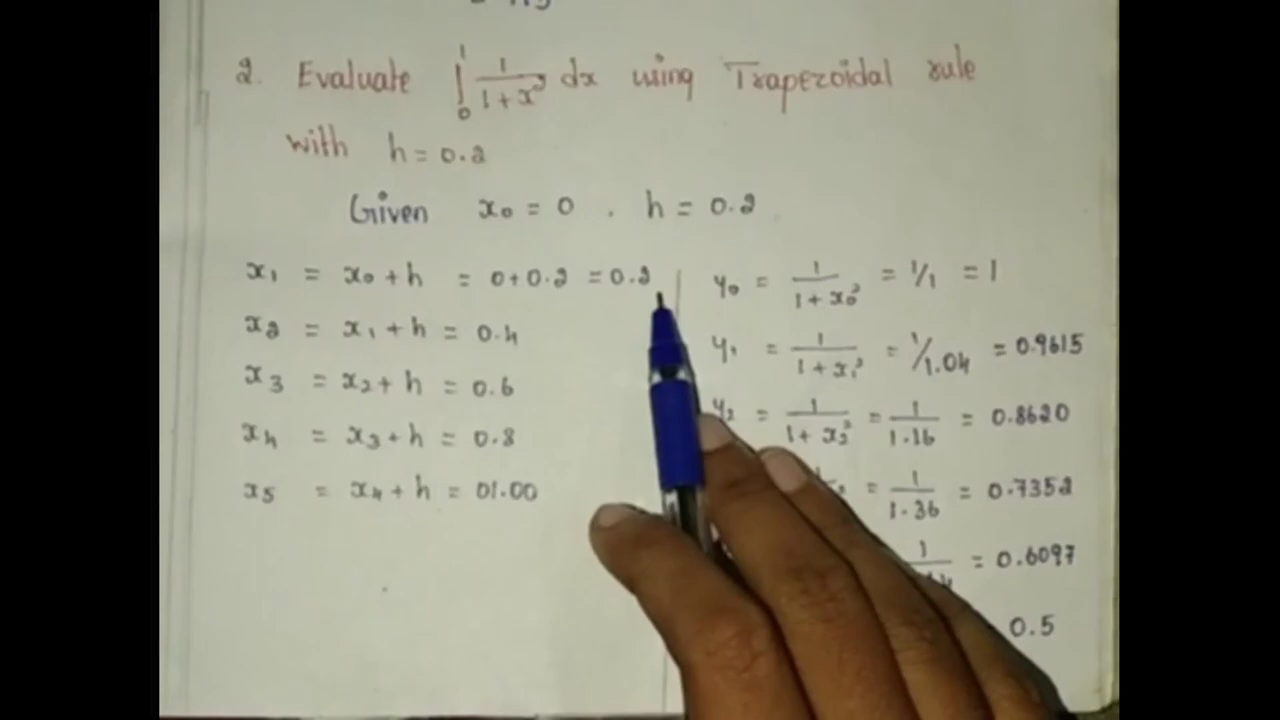 2. Evaluate ∫₀¹ 1/(1+x²) dx using Trapezoidal rule
with h = 0.2
Given x₀ = 0 , h = 0.2
x₁ = x₀ + h = 0+0.2 = 0.2
x₂ = x₁ + h = 0.4
x₃ = x₂ + h = 0.6
x₄ = x₃ + h = 0.8
x₅ = x₄ + h = 01.00
y₀ = 1/(1+x₀²) = 1/1 = 1
y₁ = 1/(1+x₁²) = 1/1.04 = 0.9615
y₂ = 1/(1+x₂²) = 1/1.16 = 0.8620
= 1/1.36 = 0.7352
= 0.6097
0.5